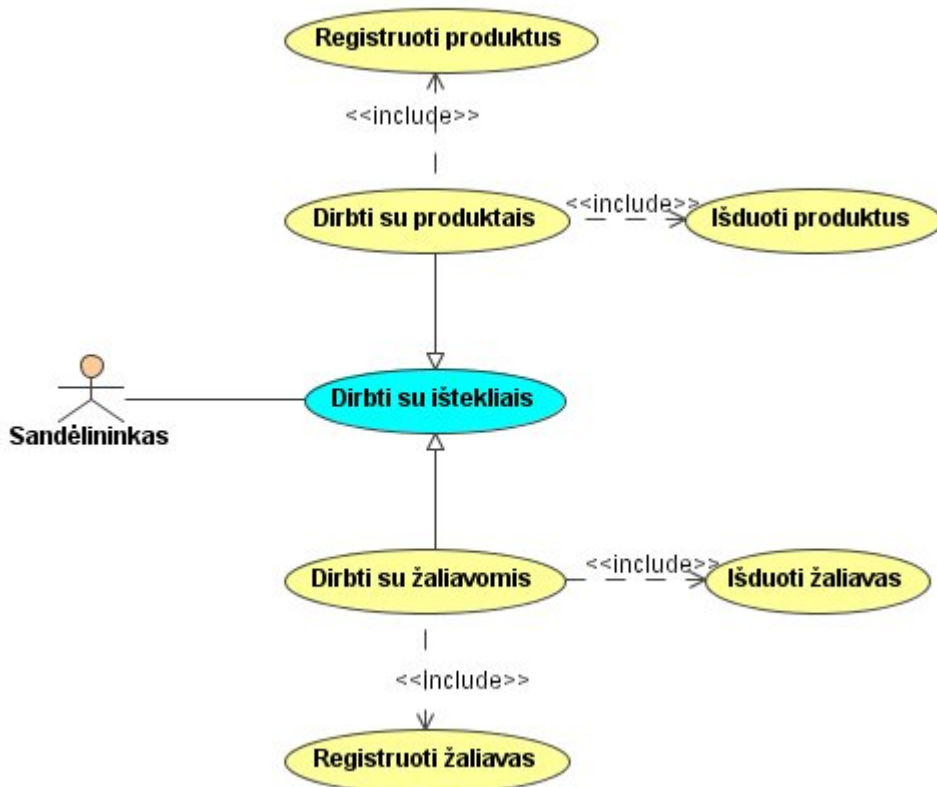 Registruoti produktus
<<include>>
Dirbti su produktais
<<include>>
Išduoti produktus
Dirbti su ištekliais
Sandėlininkas
Dirbti su žaliavomis
<<include>>
Išduoti žaliavas
<<include>>
Registruoti žaliavas